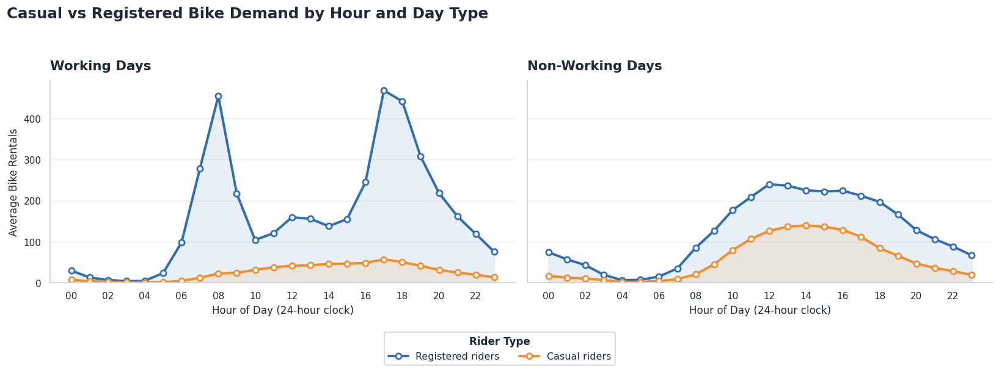 Casual vs Registered Bike Demand by Hour and Day Type
Working Days
Non-Working Days
Average Bike Rentals
400
300
200
100
0
00 02 04 06 08 10 12 14 16 18 20 22
00 02 04 06 08 10 12 14 16 18 20 22
Hour of Day (24-hour clock)
Hour of Day (24-hour clock)
Rider Type
Registered riders
Casual riders